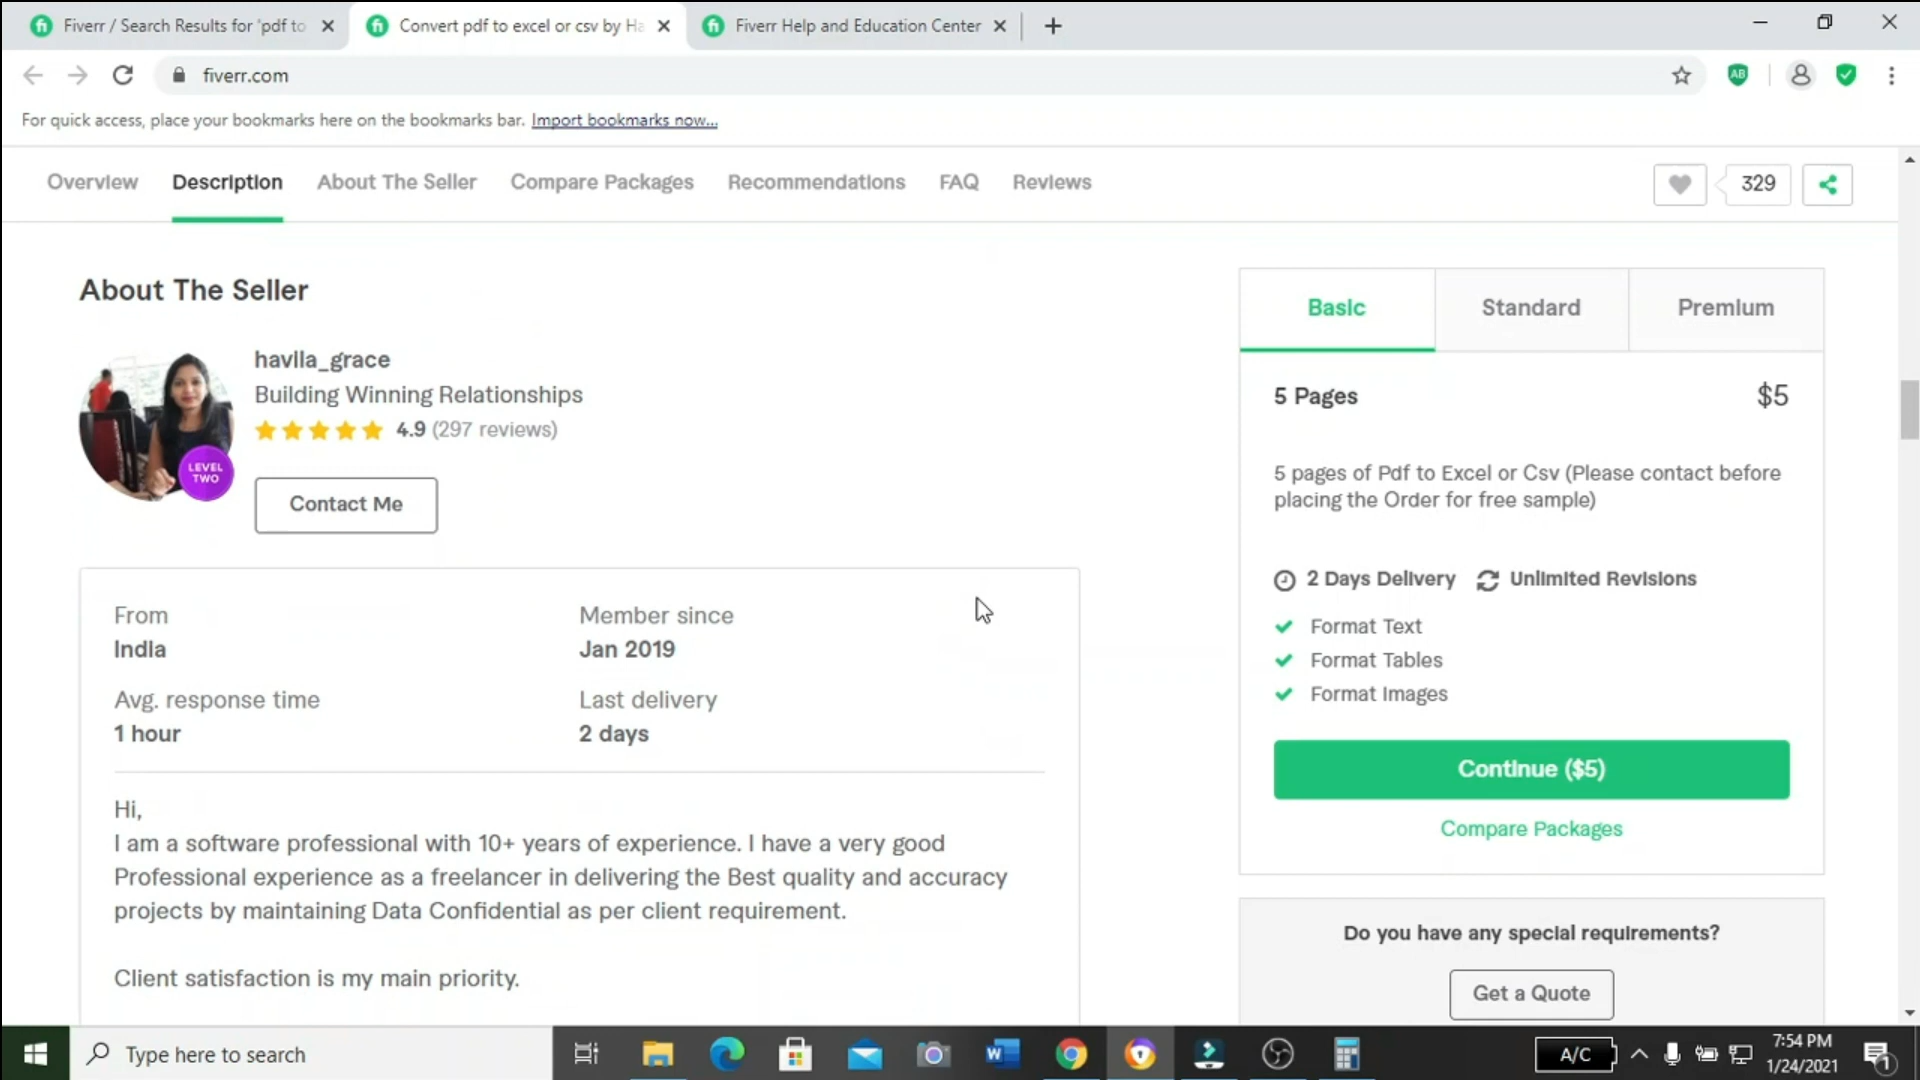 Fiverr / Search Results for 'pdf to
Convert pdf to excel or csv by Ha
Fiverr Help and Education Center
fiverr.com
For quick access, place your bookmarks here on the bookmarks bar. Import bookmarks now...
Overview
Description
About The Seller
Compare Packages
Recommendations
FAQ
Reviews
329
About The Seller
havila_grace
Building Winning Relationships
4.9 (297 reviews)
LEVEL
TWO
Contact Me
From
India
Member since
Jan 2019
Avg. response time
1 hour
Last delivery
2 days
Hi,
I am a software professional with 10+ years of experience. I have a very good
Professional experience as a freelancer in delivering the Best quality and accuracy
projects by maintaining Data Confidential as per client requirement.
Client satisfaction is my main priority.
Basic
Standard
Premium
5 Pages
$5
5 pages of Pdf to Excel or Csv (Please contact before
placing the Order for free sample)
2 Days Delivery
Unlimited Revisions
Format Text
Format Tables
Format Images
Continue ($5)
Compare Packages
Do you have any special requirements?
Get a Quote
Type here to search
A/C
7:54 PM
1/24/2021
1